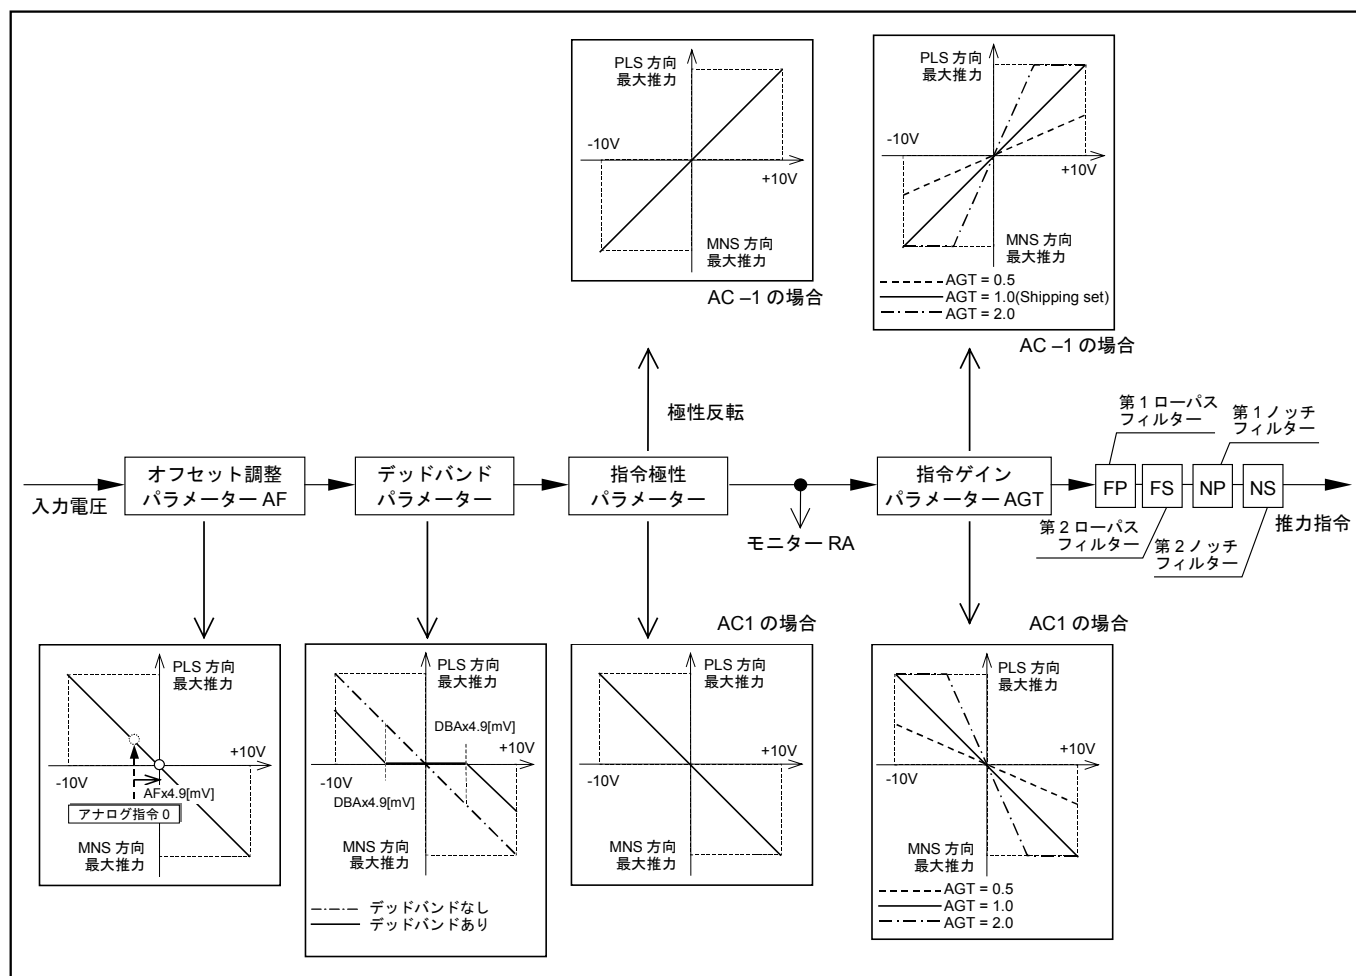 PLS 方向
最大推力
-10V
+10V
MNS 方向
最大推力
AC –1 の場合
PLS 方向
最大推力
-10V
+10V
MNS 方向
最大推力
AGT = 0.5
AGT = 1.0(Shipping set)
AGT = 2.0
AC –1 の場合
極性反転
第 1 ローパス
フィルター
第 1 ノッチ
フィルター
入力電圧
オフセット調整
パラメーター AF
デッドバンド
パラメーター
指令極性
パラメーター
モニター RA
指令ゲイン
パラメーター AGT
FP
FS
NP
NS
推力指令
第 2 ローパス
フィルター
第 2 ノッチ
フィルター
PLS 方向
最大推力
+10V
-10V
AFx4.9[mV]
アナログ指令 0
MNS 方向
最大推力
PLS 方向
最大推力
DBAx4.9[mV]
+10V
-10V
DBAx4.9[mV]
MNS 方向
最大推力
デッドバンドなし
デッドバンドあり
AC1 の場合
PLS 方向
最大推力
+10V
-10V
MNS 方向
最大推力
AC1 の場合
PLS 方向
最大推力
+10V
-10V
MNS 方向
最大推力
AGT = 0.5
AGT = 1.0
AGT = 2.0